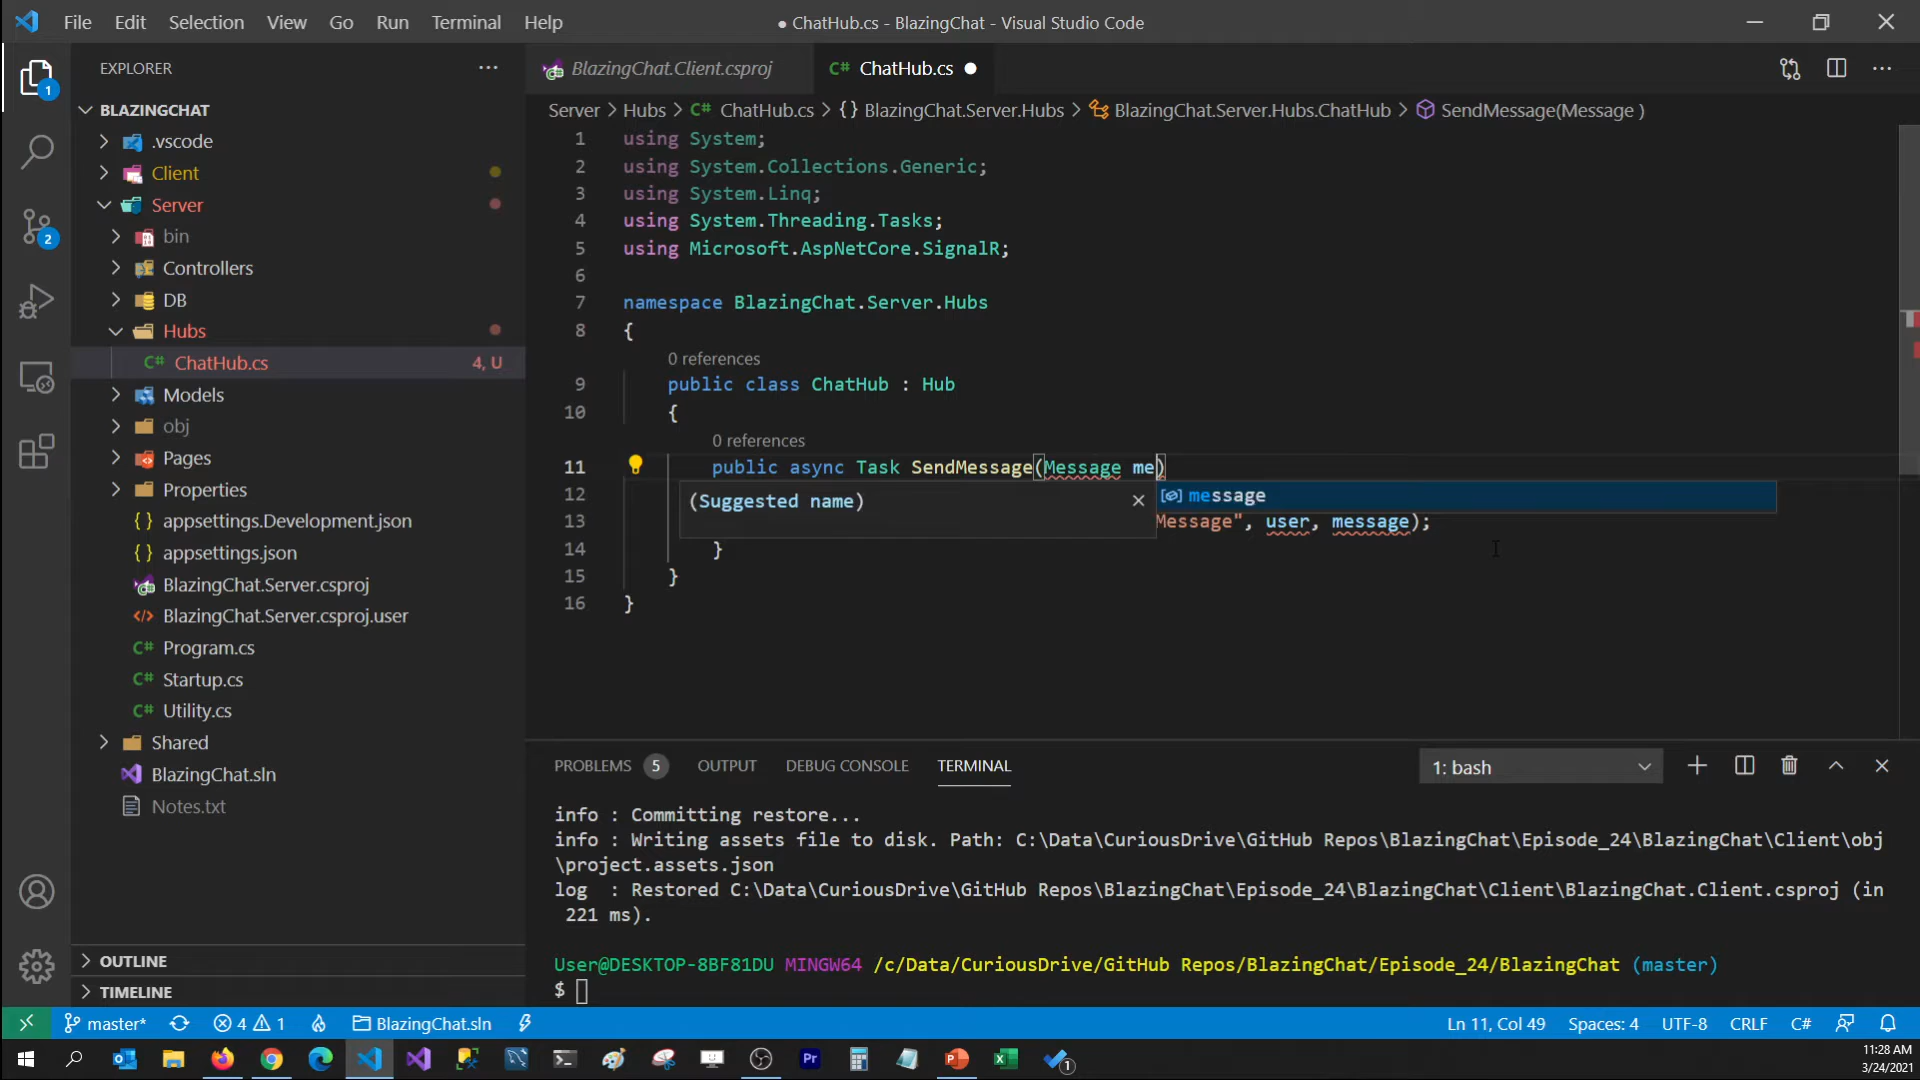 File Edit Selection View Go Run Terminal Help
● ChatHub.cs - BlazingChat - Visual Studio Code
EXPLORER
BlazingChat.Client.csproj
C# ChatHub.cs
Server > Hubs > C# ChatHub.cs > {} BlazingChat.Server.Hubs > BlazingChat.Server.Hubs.ChatHub > SendMessage(Message )
BLAZINGCHAT
.vscode
Client
Server
bin
Controllers
DB
Hubs
C# ChatHub.cs 4, U
Models
obj
Pages
Properties
{} appsettings.Development.json
{} appsettings.json
BlazingChat.Server.csproj
BlazingChat.Server.csproj.user
C# Program.cs
C# Startup.cs
C# Utility.cs
Shared
BlazingChat.sln
Notes.txt
OUTLINE
TIMELINE
1
2
1 using System;
2 using System.Collections.Generic;
3 using System.Linq;
4 using System.Threading.Tasks;
5 using Microsoft.AspNetCore.SignalR;
6
7 namespace BlazingChat.Server.Hubs
8 {
0 references
9 public class ChatHub : Hub
10 {
0 references
11 public async Task SendMessage(Message me)
12
(Suggested name)
message
13 Message", user, message);
14 }
15 }
16 }
PROBLEMS 5 OUTPUT DEBUG CONSOLE TERMINAL
1: bash
info : Committing restore...
info : Writing assets file to disk. Path: C:\Data\CuriousDrive\GitHub Repos\BlazingChat\Episode_24\BlazingChat\Client\obj
\project.assets.json
log : Restored C:\Data\CuriousDrive\GitHub Repos\BlazingChat\Episode_24\BlazingChat\Client\BlazingChat.Client.csproj (in
221 ms).
User@DESKTOP-8BF81DU MINGW64 /c/Data/CuriousDrive/GitHub Repos/BlazingChat/Episode_24/BlazingChat (master)
$
master* 4 1 BlazingChat.sln
Ln 11, Col 49 Spaces: 4 UTF-8 CRLF C#
Pr
1
11:28 AM
3/24/2021